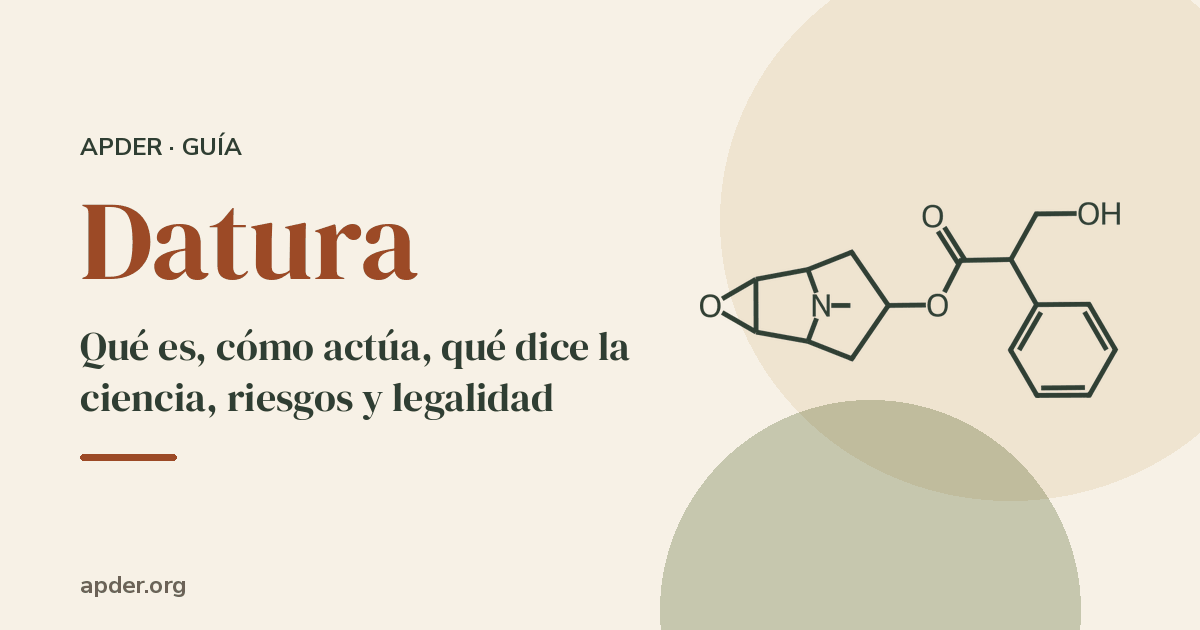 APDER · GUÍA
Datura
Qué es, cómo actúa, qué dice la
ciencia, riesgos y legalidad
O
OH
O
N
O
apder.org